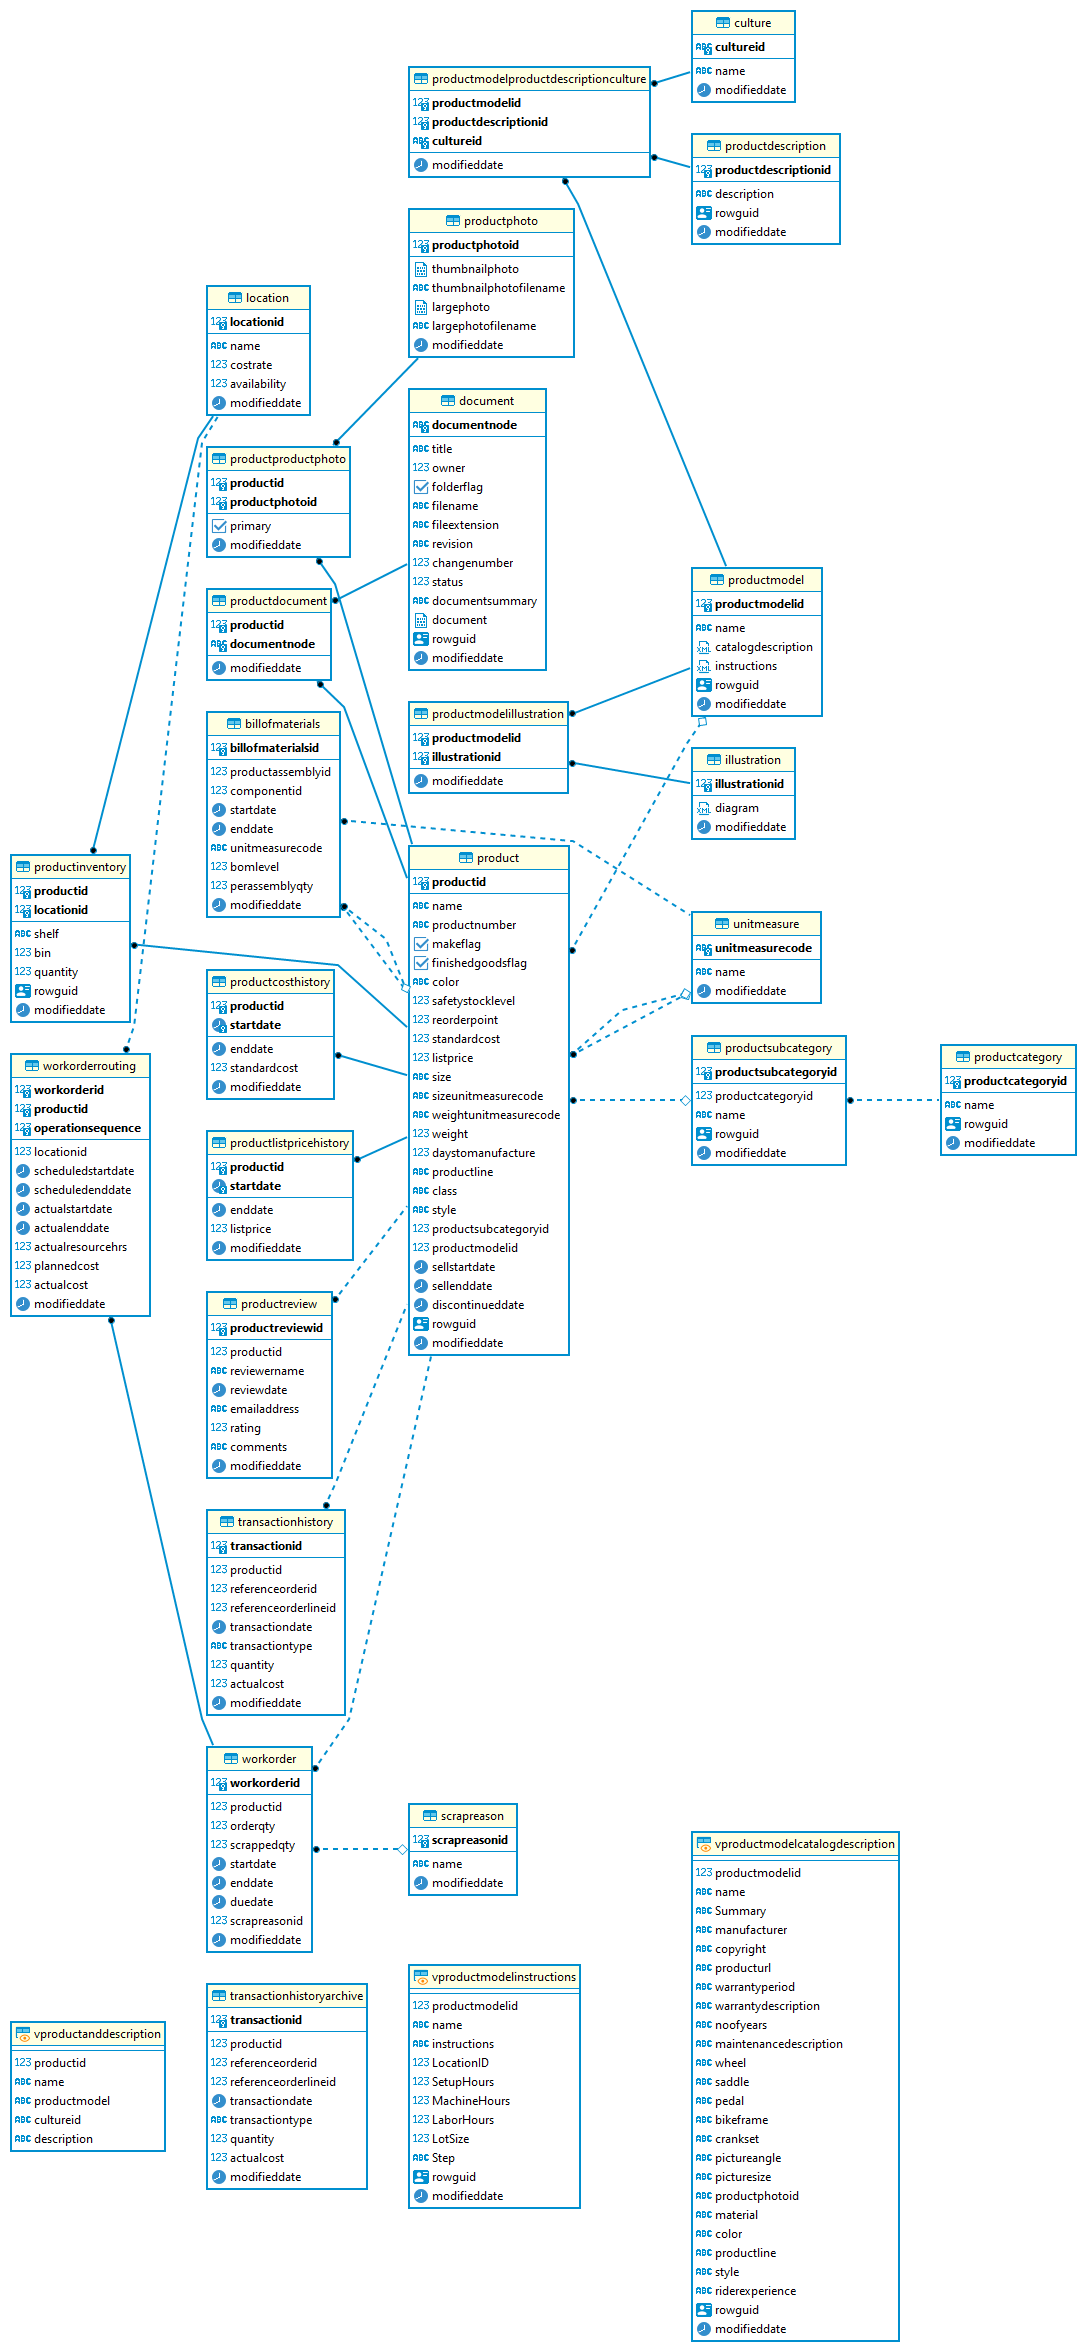 culture
cultureid
name
modifieddate
productmodelproductdescriptionculture
productmodelid
productdescriptionid
cultureid
modifieddate
productdescription
productdescriptionid
description
rowguid
modifieddate
productphoto
productphotoid
thumbnailphoto
thumbnailphotofilename
largephoto
largephotofilename
modifieddate
location
locationid
name
costrate
availability
modifieddate
document
documentnode
title
owner
folderflag
filename
fileextension
revision
changenumber
status
documentsummary
document
rowguid
modifieddate
productproductphoto
productid
productphotoid
primary
modifieddate
productmodel
productmodelid
name
catalogdescription
instructions
rowguid
modifieddate
productdocument
productid
documentnode
modifieddate
productmodelillustration
productmodelid
illustrationid
modifieddate
billofmaterials
billofmaterialsid
productassemblyid
componentid
startdate
enddate
unitmeasurecode
bomlevel
perassemblyqty
modifieddate
illustration
illustrationid
diagram
modifieddate
product
productid
name
productnumber
makeflag
finishedgoodsflag
color
safetystocklevel
reorderpoint
standardcost
listprice
size
sizeunitmeasurecode
weightunitmeasurecode
weight
daystomanufacture
productline
class
style
productsubcategoryid
productmodelid
sellstartdate
sellenddate
discontinueddate
rowguid
modifieddate
productinventory
productid
locationid
shelf
bin
quantity
rowguid
modifieddate
unitmeasure
unitmeasurecode
name
modifieddate
productcosthistory
productid
startdate
enddate
standardcost
modifieddate
productsubcategory
productsubcategoryid
productcategoryid
name
rowguid
modifieddate
productcategory
productcategoryid
name
rowguid
modifieddate
workorderrouting
workorderid
productid
operationsequence
locationid
scheduledstartdate
scheduledenddate
actualstartdate
actualenddate
actualresourcehrs
plannedcost
actualcost
modifieddate
productlistpricehistory
productid
startdate
enddate
listprice
modifieddate
productreview
productreviewid
productid
reviewername
reviewdate
emailaddress
rating
comments
modifieddate
transactionhistory
transactionid
productid
referenceorderid
referenceorderlineid
transactiondate
transactiontype
quantity
actualcost
modifieddate
workorder
workorderid
productid
orderqty
scrappedqty
startdate
enddate
duedate
scrapreasonid
modifieddate
scrapreason
scrapreasonid
name
modifieddate
vproductmodelcatalogdescription
productmodelid
name
Summary
manufacturer
copyright
producturl
warrantyperiod
warrantydescription
noofyears
maintenancedescription
wheel
saddle
pedal
bikeframe
crankset
pictureangle
picturesize
productphotoid
material
color
productline
style
riderexperience
rowguid
modifieddate
vproductmodelinstructions
productmodelid
name
instructions
LocationID
SetupHours
MachineHours
LaborHours
LotSize
Step
rowguid
modifieddate
transactionhistoryarchive
transactionid
productid
referenceorderid
referenceorderlineid
transactiondate
transactiontype
quantity
actualcost
modifieddate
vproductanddescription
productid
name
productmodel
cultureid
description